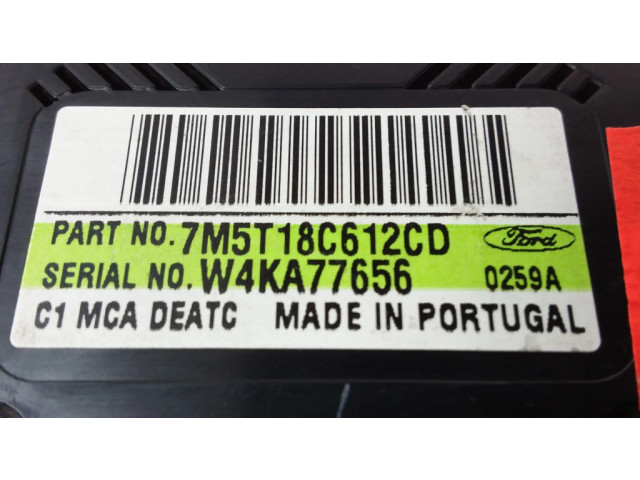 PART NO. 7M5T18C612CD Ford
SERIAL NO. W4KA77656 0259A
C1 MCA DEATC MADE IN PORTUGAL